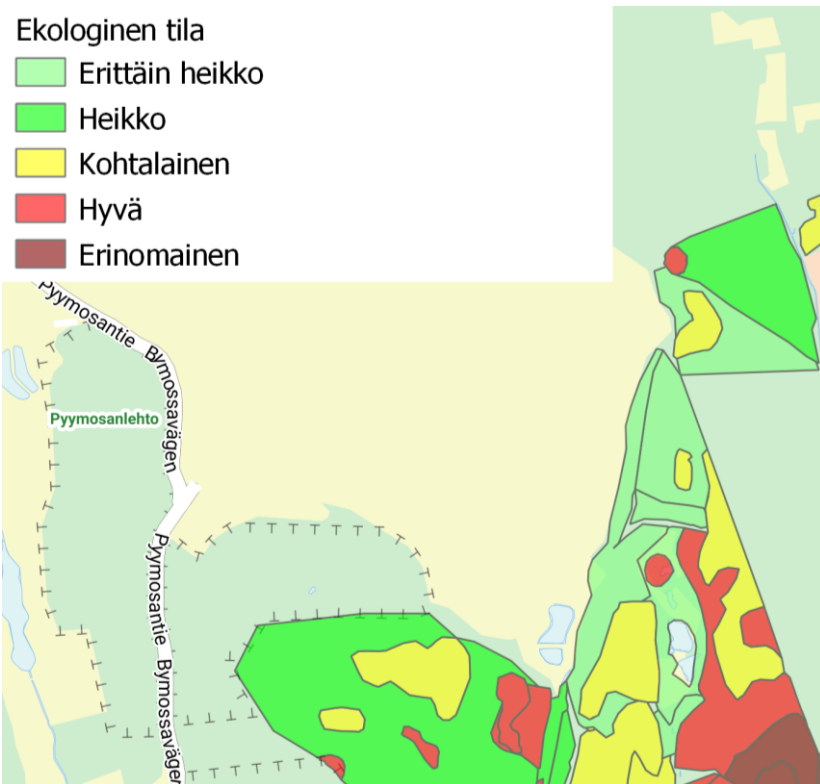 Ekologinen tila
Erittäin heikko
Heikko
Kohtalainen
Hyvä
Erinomainen
Pyymosantie Bymossavägen
Pyymosanlehto
Pyymosantie Bymossavägen